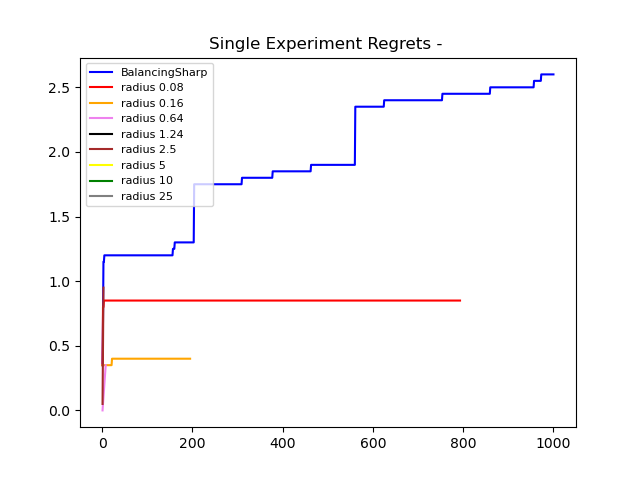 Single Experiment Regrets -
BalancingSharp
radius 0.08
radius 0.16
radius 0.64
radius 1.24
radius 2.5
radius 5
radius 10
radius 25
2.5
2.0
1.5
1.0
0.5
0.0
0 200 400 600 800 1000